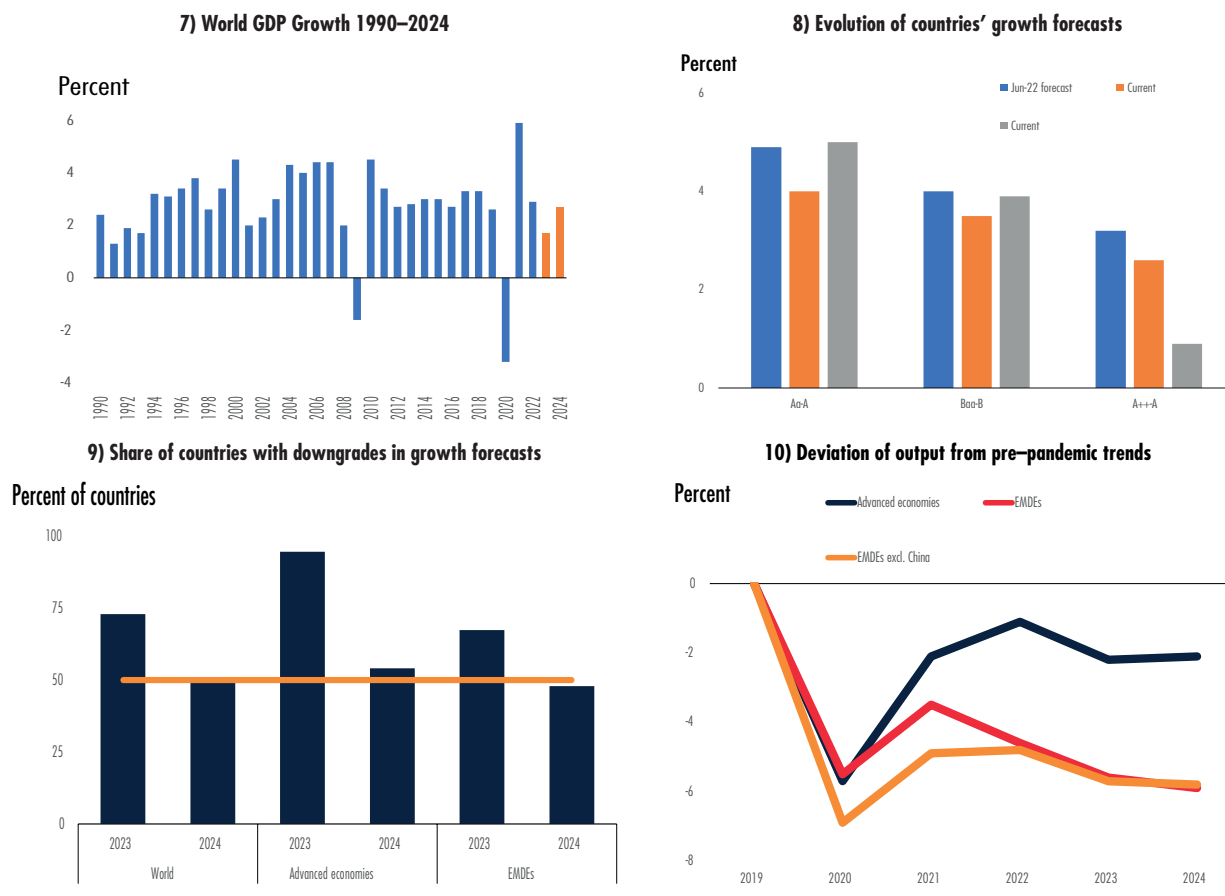 7) World GDP Growth 1990–2024
Percent
6
4
2
0
-2
-4
1990
1992
1994
1996
1998
2000
2002
2004
2006
2008
2010
2012
2014
2016
2018
2020
2022
2024
8) Evolution of countries’ growth forecasts
Percent
Jun-22 forecast
Current
Current
6
4
2
0
Aa-A
Baa-B
A++-A
9) Share of countries with downgrades in growth forecasts
Percent of countries
100
75
50
25
0
2023 2024 2023 2024 2023 2024
World Advanced economies EMDEs
10) Deviation of output from pre–pandemic trends
Percent
Advanced economies
EMDEs
EMDEs excl. China
0
-2
-4
-6
-8
2019 2020 2021 2022 2023 2024